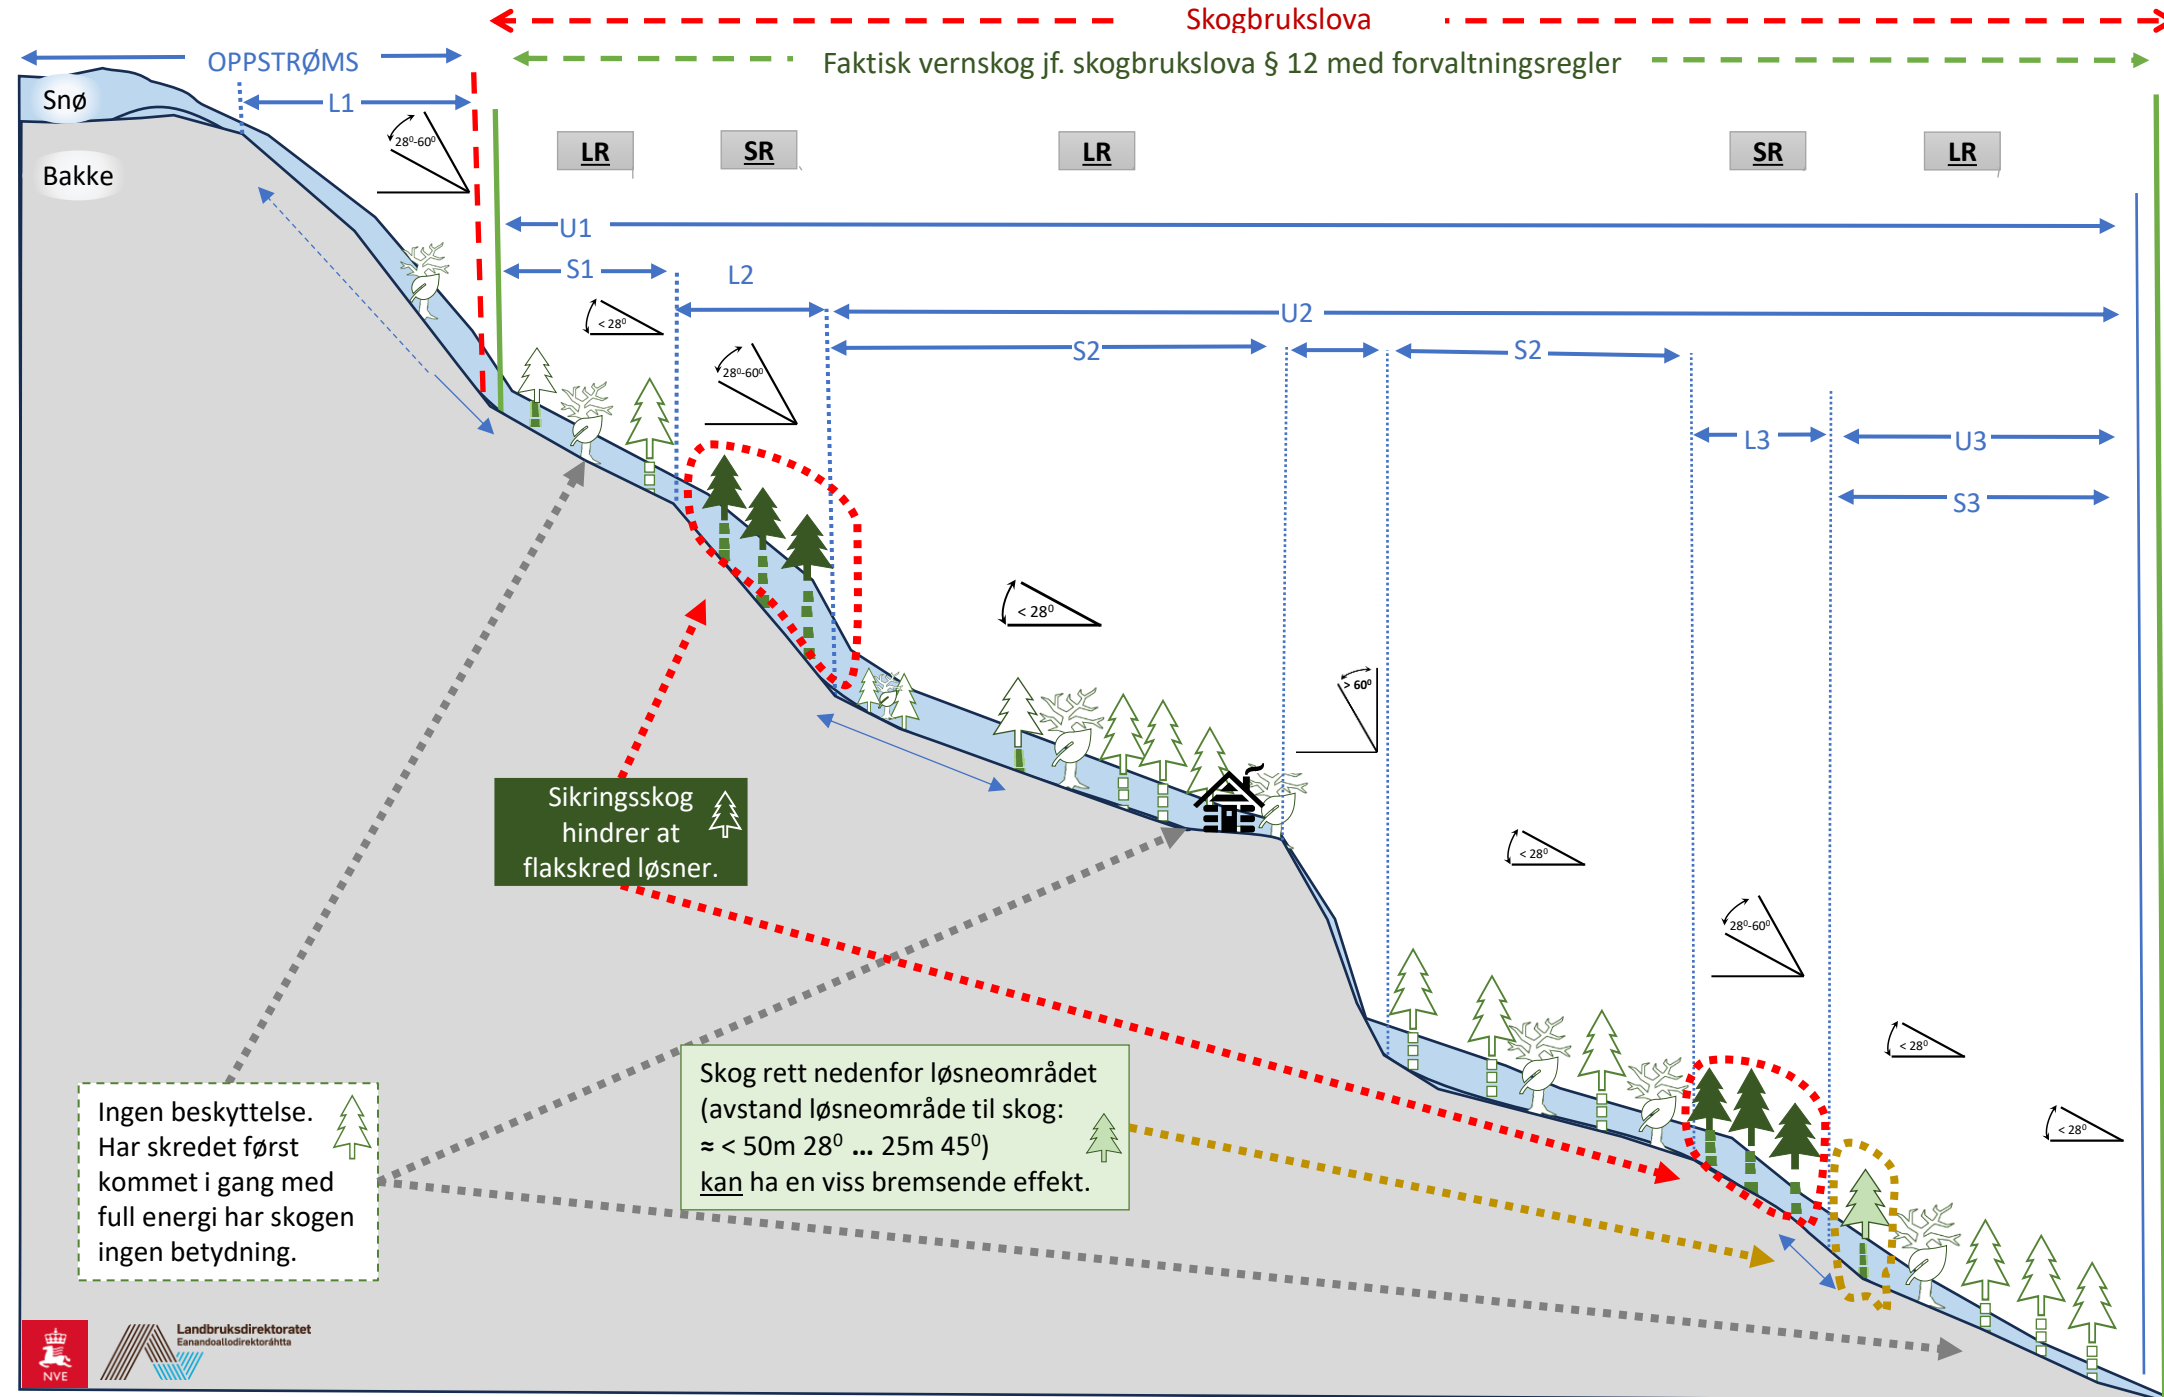 Skogbrukslova
OPPSTRØMS
Faktisk vernskog jf. skogbrukslova § 12 med forvaltningsregler
Snø
L1
28⁰-60⁰
LR
SR
LR
SR
LR
Bakke
U1
S1
L2
< 28⁰
U2
S2
S2
28⁰-60⁰
L3
U3
S3
< 28⁰
> 60⁰
Sikringsskog
hindrer at
flakskred løsner.
< 28⁰
28⁰-60⁰
< 28⁰
< 28⁰
Skog rett nedenfor løsneområdet
(avstand løsneområde til skog:
≈ < 50m 28⁰ ... 25m 45⁰)
kan ha en viss bremsende effekt.
Ingen beskyttelse.
Har skredet først
kommet i gang med
full energi har skogen
ingen betydning.
NVE
Landbruksdirektoratet
Eanandoallodirektoráhtta